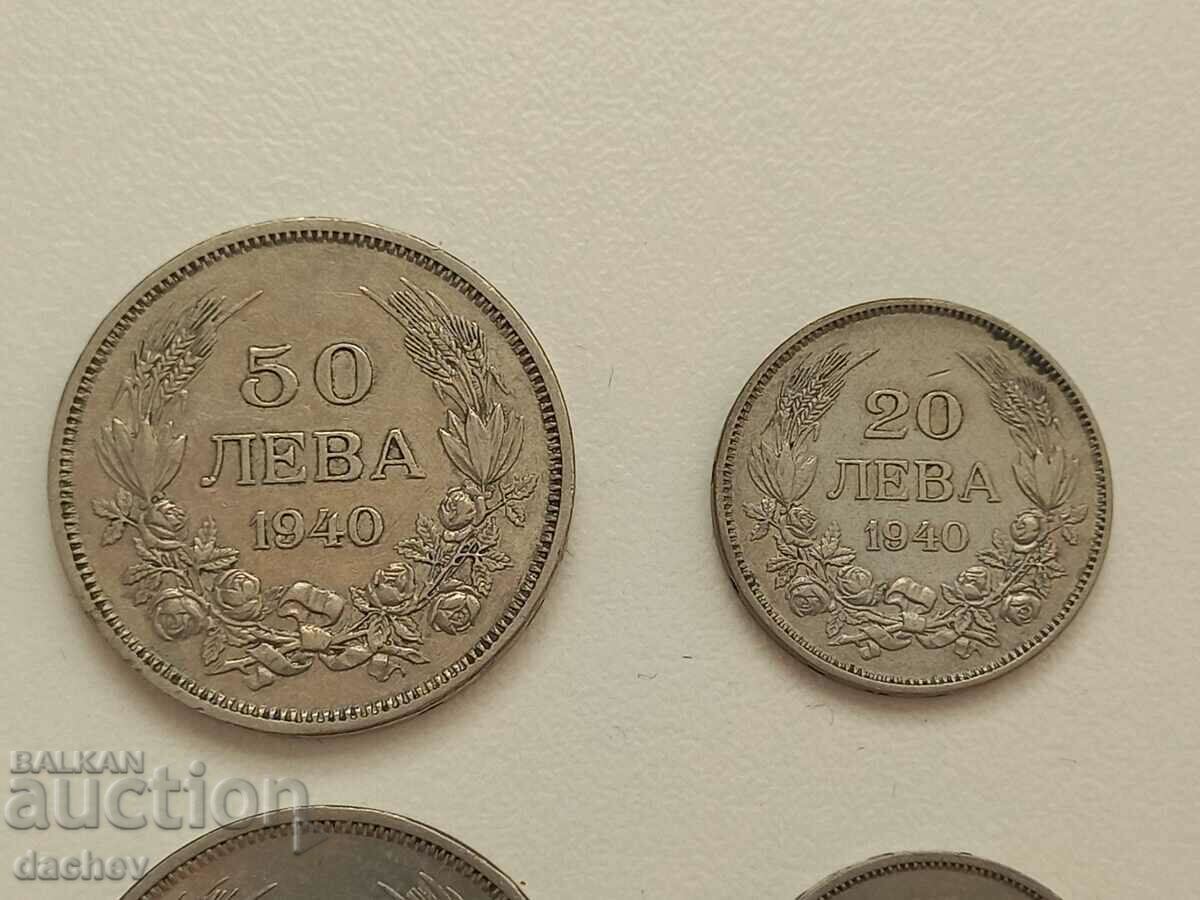 50
ЛЕВА
1940
20
ЛЕВА
1940
BALKAN
auction
dachev